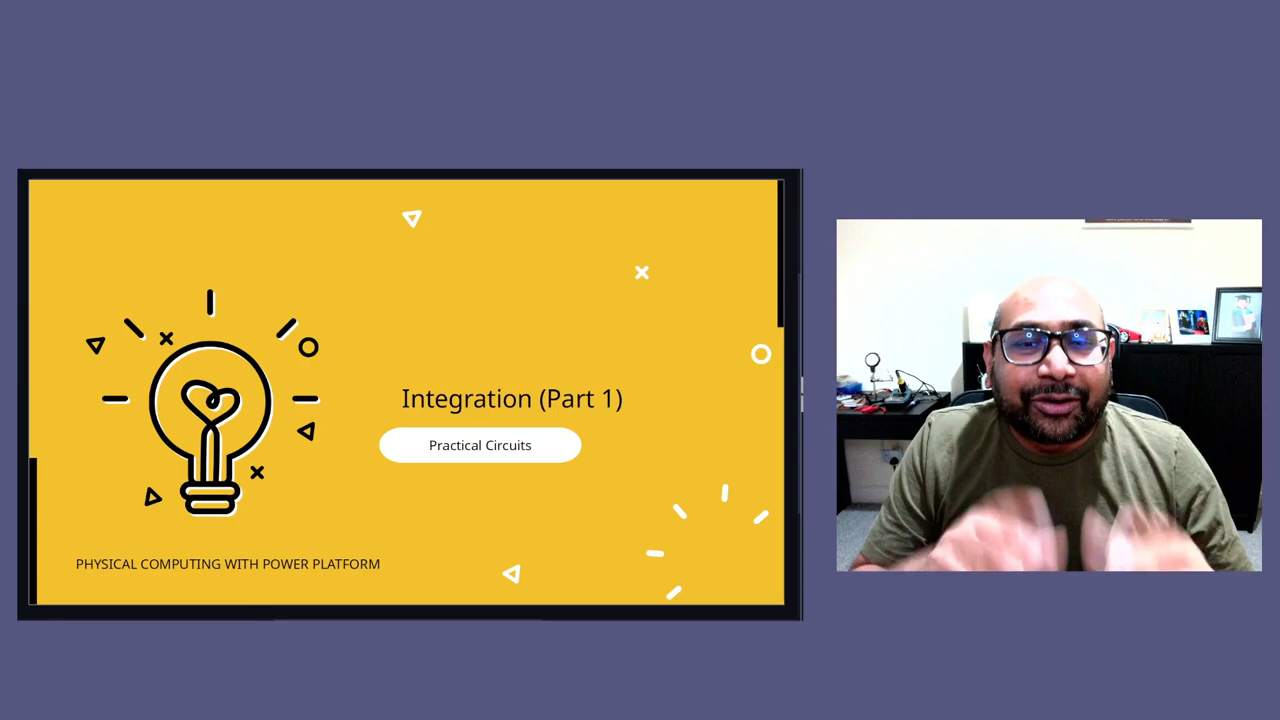 Integration (Part 1)
Practical Circuits
PHYSICAL COMPUTING WITH POWER PLATFORM